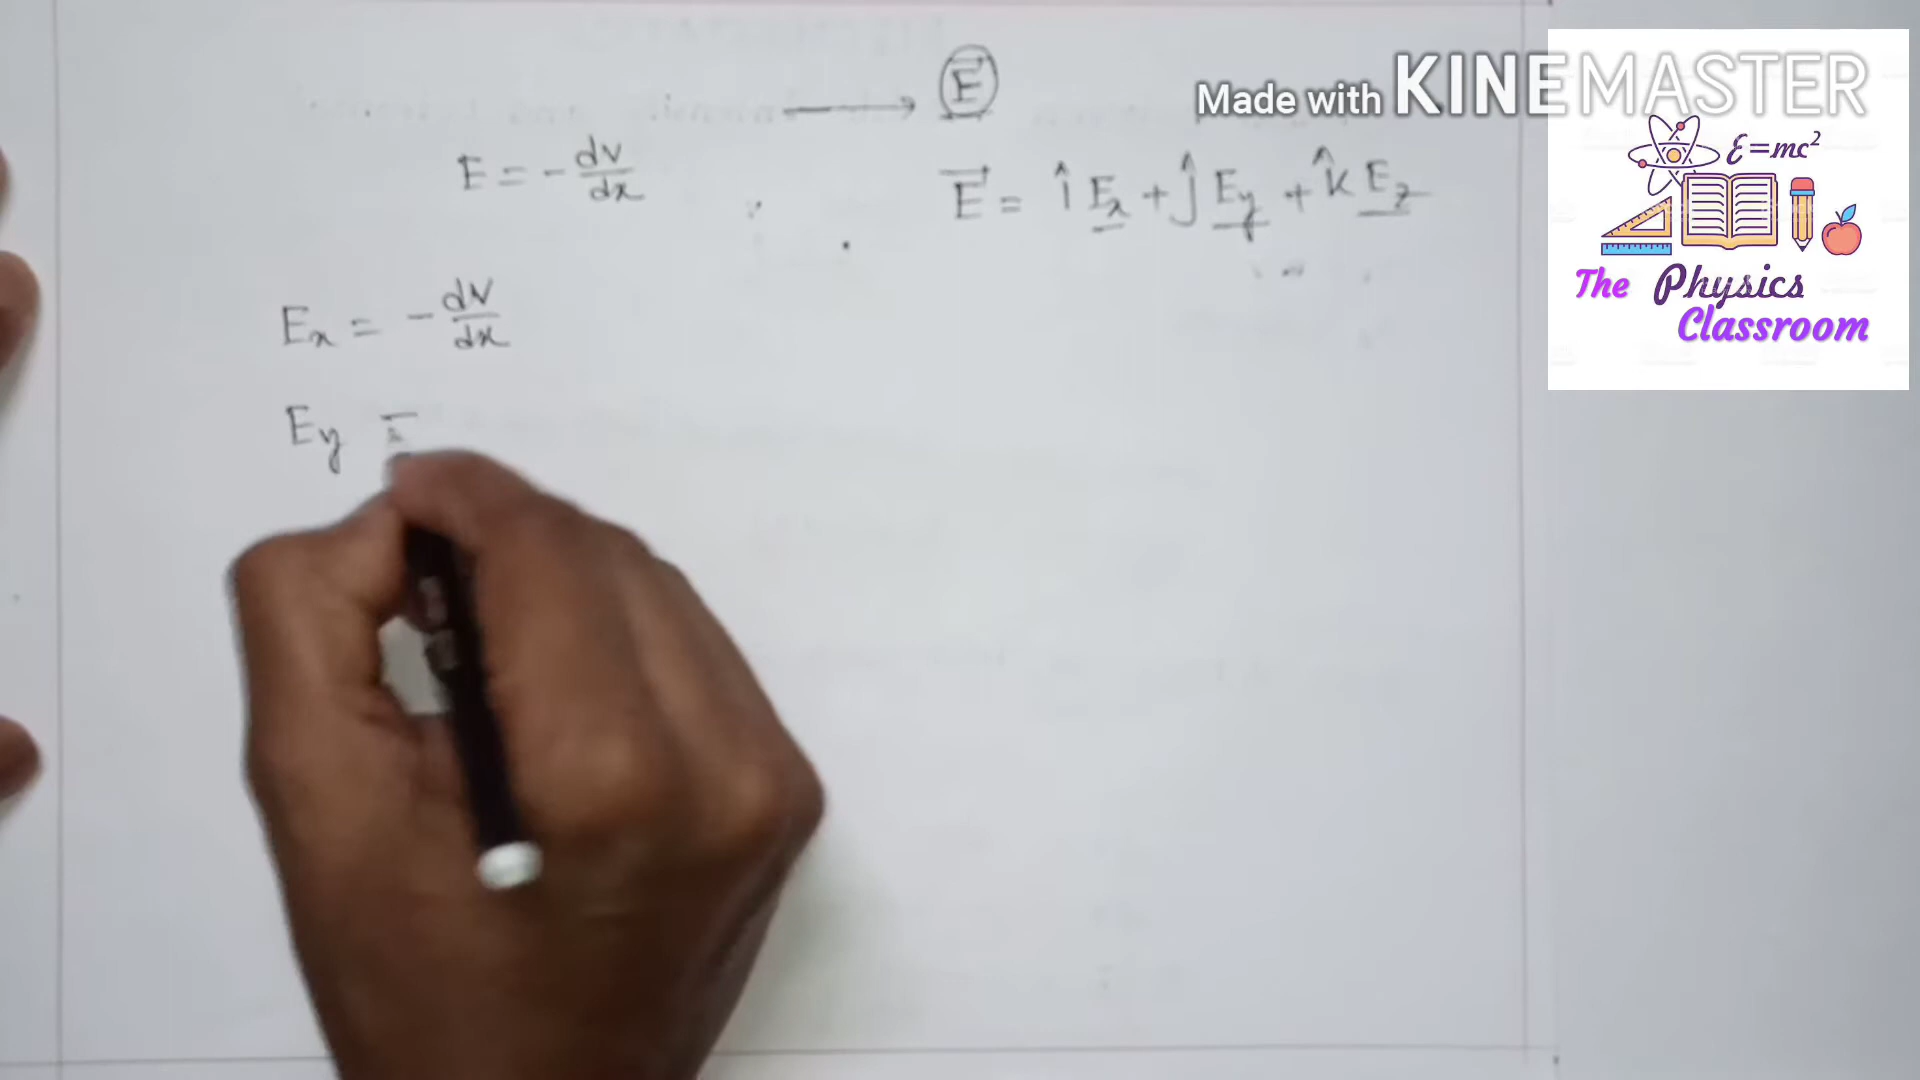 → E⃗
Made with KINEMASTER
E = - dv/dx
E⃗ = î Ex + ĵ Ey + k̂ Ez
Ex = - dv/dx
Ey =
E=mc²
The Physics
Classroom